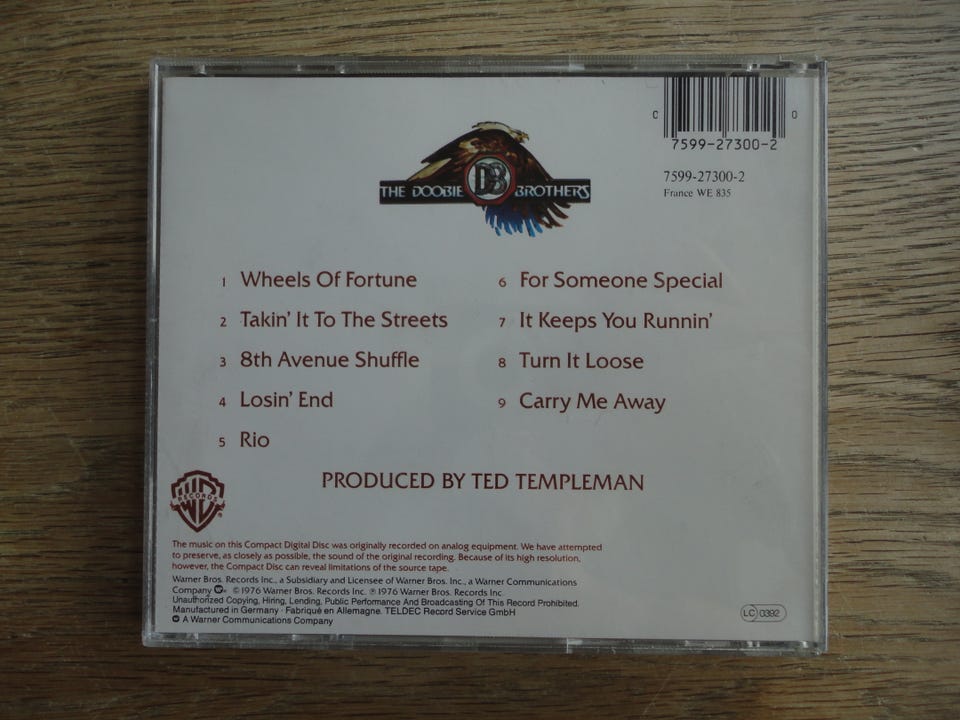 0 0
7599-27300-2
7599-27300-2
France WE 835
THE DOOBIE DB BROTHERS
1 Wheels Of Fortune
2 Takin' It To The Streets
3 8th Avenue Shuffle
4 Losin' End
5 Rio
6 For Someone Special
7 It Keeps You Runnin'
8 Turn It Loose
9 Carry Me Away
PRODUCED BY TED TEMPLEMAN
WB RECORDS ®
The music on this Compact Digital Disc was originally recorded on analog equipment. We have attempted
to preserve, as closely as possible, the sound of the original recording. Because of its high resolution,
however, the Compact Disc can reveal limitations of the source tape.
Warner Bros. Records Inc., a Subsidiary and Licensee of Warner Bros. Inc., a Warner Communications
Company © 1976 Warner Bros. Records Inc. ℗ 1976 Warner Bros. Records Inc.
Unauthorized Copying, Hiring, Lending, Public Performance And Broadcasting Of This Record Prohibited.
Manufactured in Germany · Fabriqué en Allemagne. TELDEC Record Service GmbH
A Warner Communications Company
LC 0392